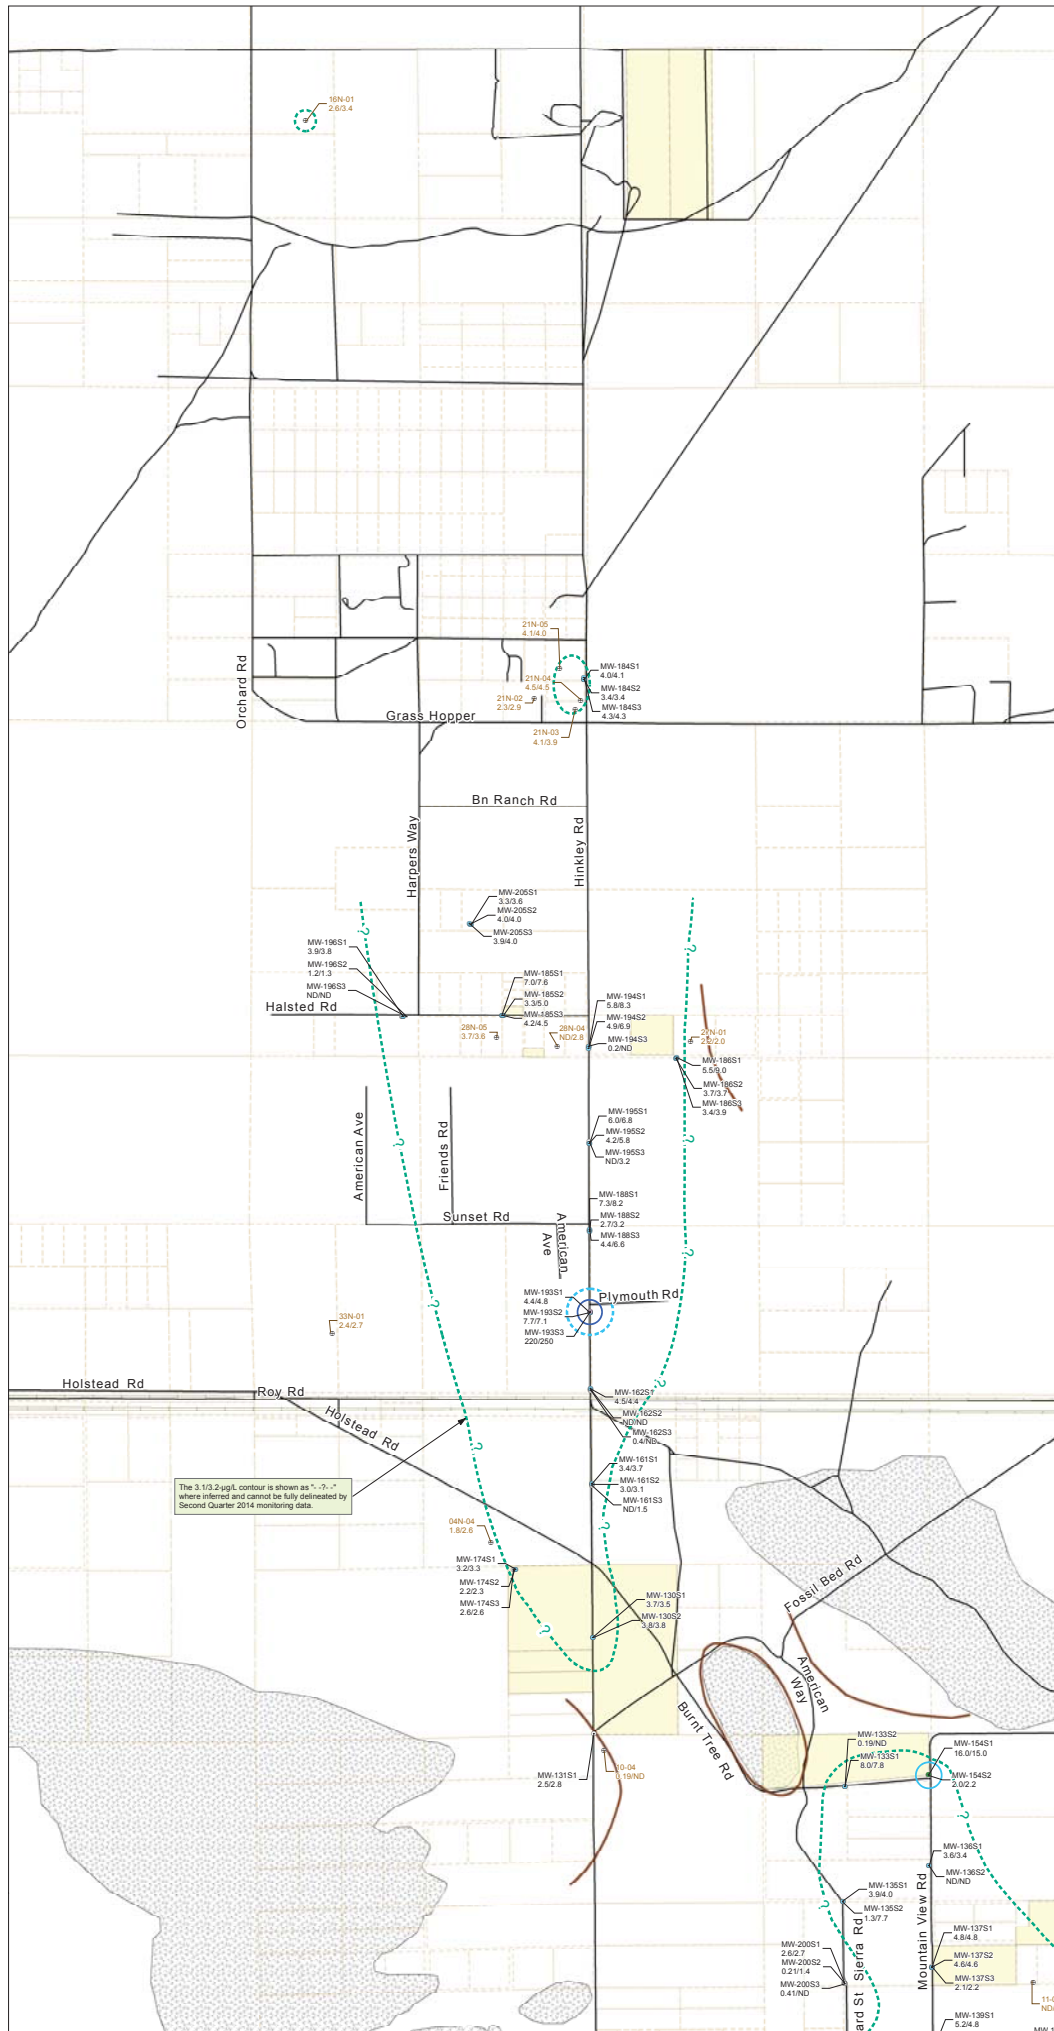 16N-01
2.6/3.4
21N-05
4.1/4.0
MW-184S1
4.0/4.1
21N-04
4.5/4.5
MW-184S2
3.4/3.4
21N-02
2.3/2.9
MW-184S3
4.3/4.3
Orchard Rd
Grass Hopper
21N-03
4.1/3.9
Bn Ranch Rd
Harpers Way
Hinkley Rd
MW-205S1
3.3/3.6
MW-205S2
4.0/4.0
MW-205S3
3.9/4.0
?
MW-196S1
3.9/3.8
?
MW-196S2
1.2/1.3
MW-196S3
ND/ND
MW-185S1
7.0/7.6
MW-185S2
3.3/5.0
MW-185S3
4.2/4.5
Halsted Rd
MW-194S1
5.8/8.3
MW-194S2
4.9/6.9
MW-194S3
0.2/ND
28N-05
3.7/3.6
28N-04
ND/2.8
27N-01
2.2/2.0
MW-186S1
5.5/9.0
MW-186S2
3.7/3.7
MW-186S3
3.4/3.9
American Ave
Friends Rd
?
MW-195S1
6.0/6.8
MW-195S2
4.2/5.8
MW-195S3
ND/3.2
?
MW-188S1
7.3/8.2
Sunset Rd
American
Ave
MW-188S2
2.7/3.2
MW-188S3
4.4/6.6
?
MW-193S1
4.4/4.8
Plymouth Rd
?
MW-193S2
7.7/7.1
MW-193S3
220/250
33N-01
2.4/2.7
Holstead Rd
Roy Rd
?
MW-162S1
4.5/4.4
MW-162S2
ND/ND
MW-162S3
0.4/ND
Holstead Rd
?
MW-161S1
3.4/3.7
MW-161S2
3.0/3.1
MW-161S3
ND/1.5
The 3.1/3.2-µg/L contour is shown as "- -?- -"
where inferred and cannot be fully delineated by
Second Quarter 2014 monitoring data.
04N-04
1.8/2.6
?
MW-174S1
3.2/3.3
MW-174S2
2.2/2.3
MW-174S3
2.6/2.6
Fossil Bed Rd
MW-130S1
3.7/3.5
MW-130S2
3.8/3.8
?
American
Way
Burnt Tree Rd
MW-133S2
0.19/ND
MW-133S1
8.0/7.8
MW-154S1
16.0/15.0
MW-154S2
2.0/2.2
MW-131S1
2.5/2.8
10-04
0.19/ND
?
MW-136S1
3.6/3.4
MW-136S2
ND/ND
MW-135S1
3.9/4.0
MW-135S2
1.3/7.7
?
Mountain View Rd
MW-137S1
4.8/4.8
MW-137S2
4.6/4.6
MW-137S3
2.1/2.2
MW-200S1
2.6/2.7
MW-200S2
0.21/1.4
MW-200S3
0.41/ND
Sierra Rd
ard St
11-0
ND/
MW-139S1
5.2/4.8
MW-1